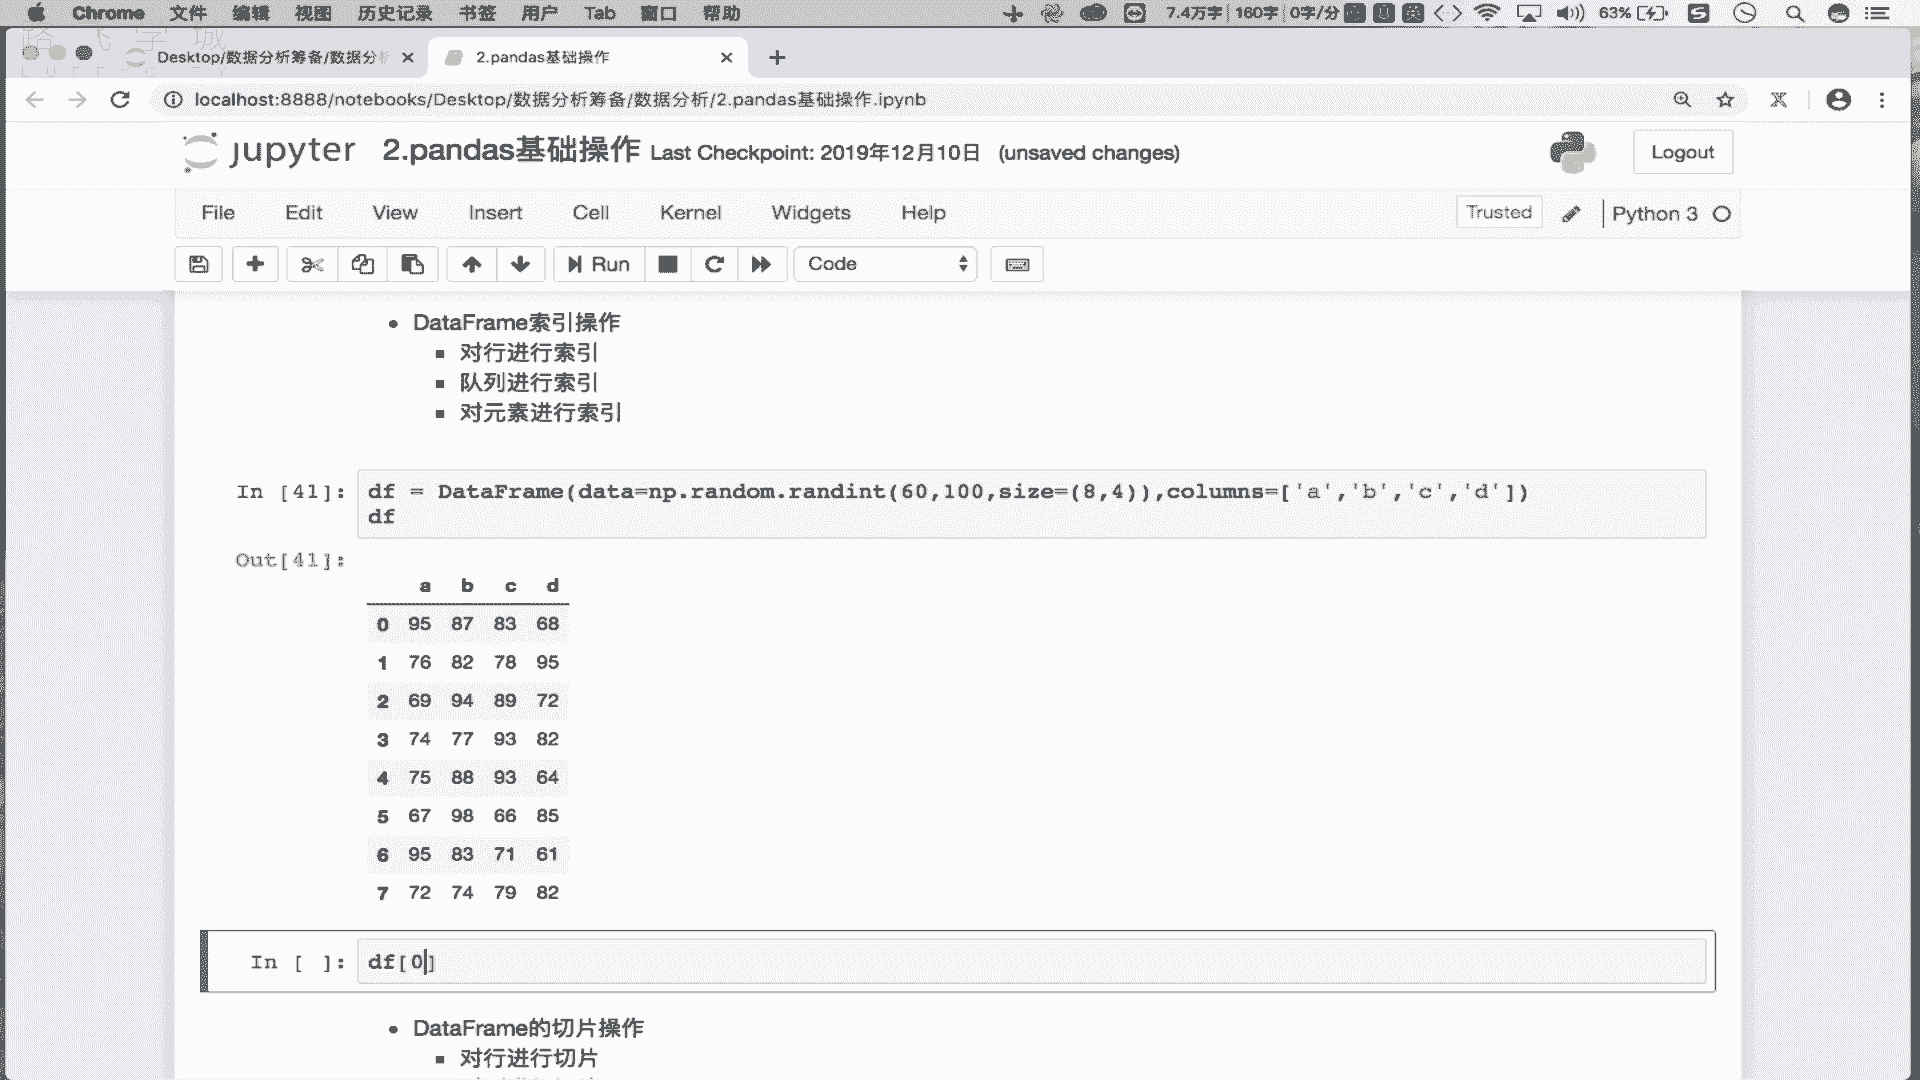 Chrome 文件 编辑 视图 历史记录 书签 用户 Tab 窗口 帮助 7.4万字 160字 0字/分 英 63%
Desktop/数据分析筹备/数据分析 2.pandas基础操作
localhost:8888/notebooks/Desktop/数据分析筹备/数据分析/2.pandas基础操作.ipynb
jupyter 2.pandas基础操作 Last Checkpoint: 2019年12月10日 (unsaved changes) Logout
File Edit View Insert Cell Kernel Widgets Help Trusted Python 3
Run Code
DataFrame索引操作
对行进行索引
队列进行索引
对元素进行索引
In [41]: df = DataFrame(data=np.random.randint(60,100,size=(8,4)),columns=['a','b','c','d'])
df
Out[41]:
a b c d
0 95 87 83 68
1 76 82 78 95
2 69 94 89 72
3 74 77 93 82
4 75 88 93 64
5 67 98 66 85
6 95 83 71 61
7 72 74 79 82
In [ ]: df[0]
DataFrame的切片操作
对行进行切片